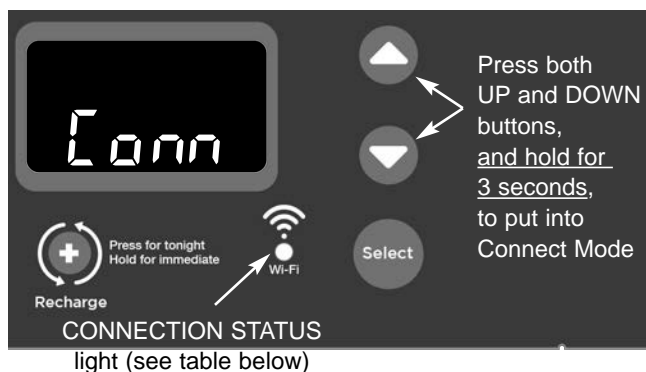 Conn
Press both
UP and DOWN
buttons,
and hold for
3 seconds,
to put into
Connect Mode
Press for tonight
Hold for immediate
Recharge
Wi-Fi
Select
CONNECTION STATUS
light (see table below)